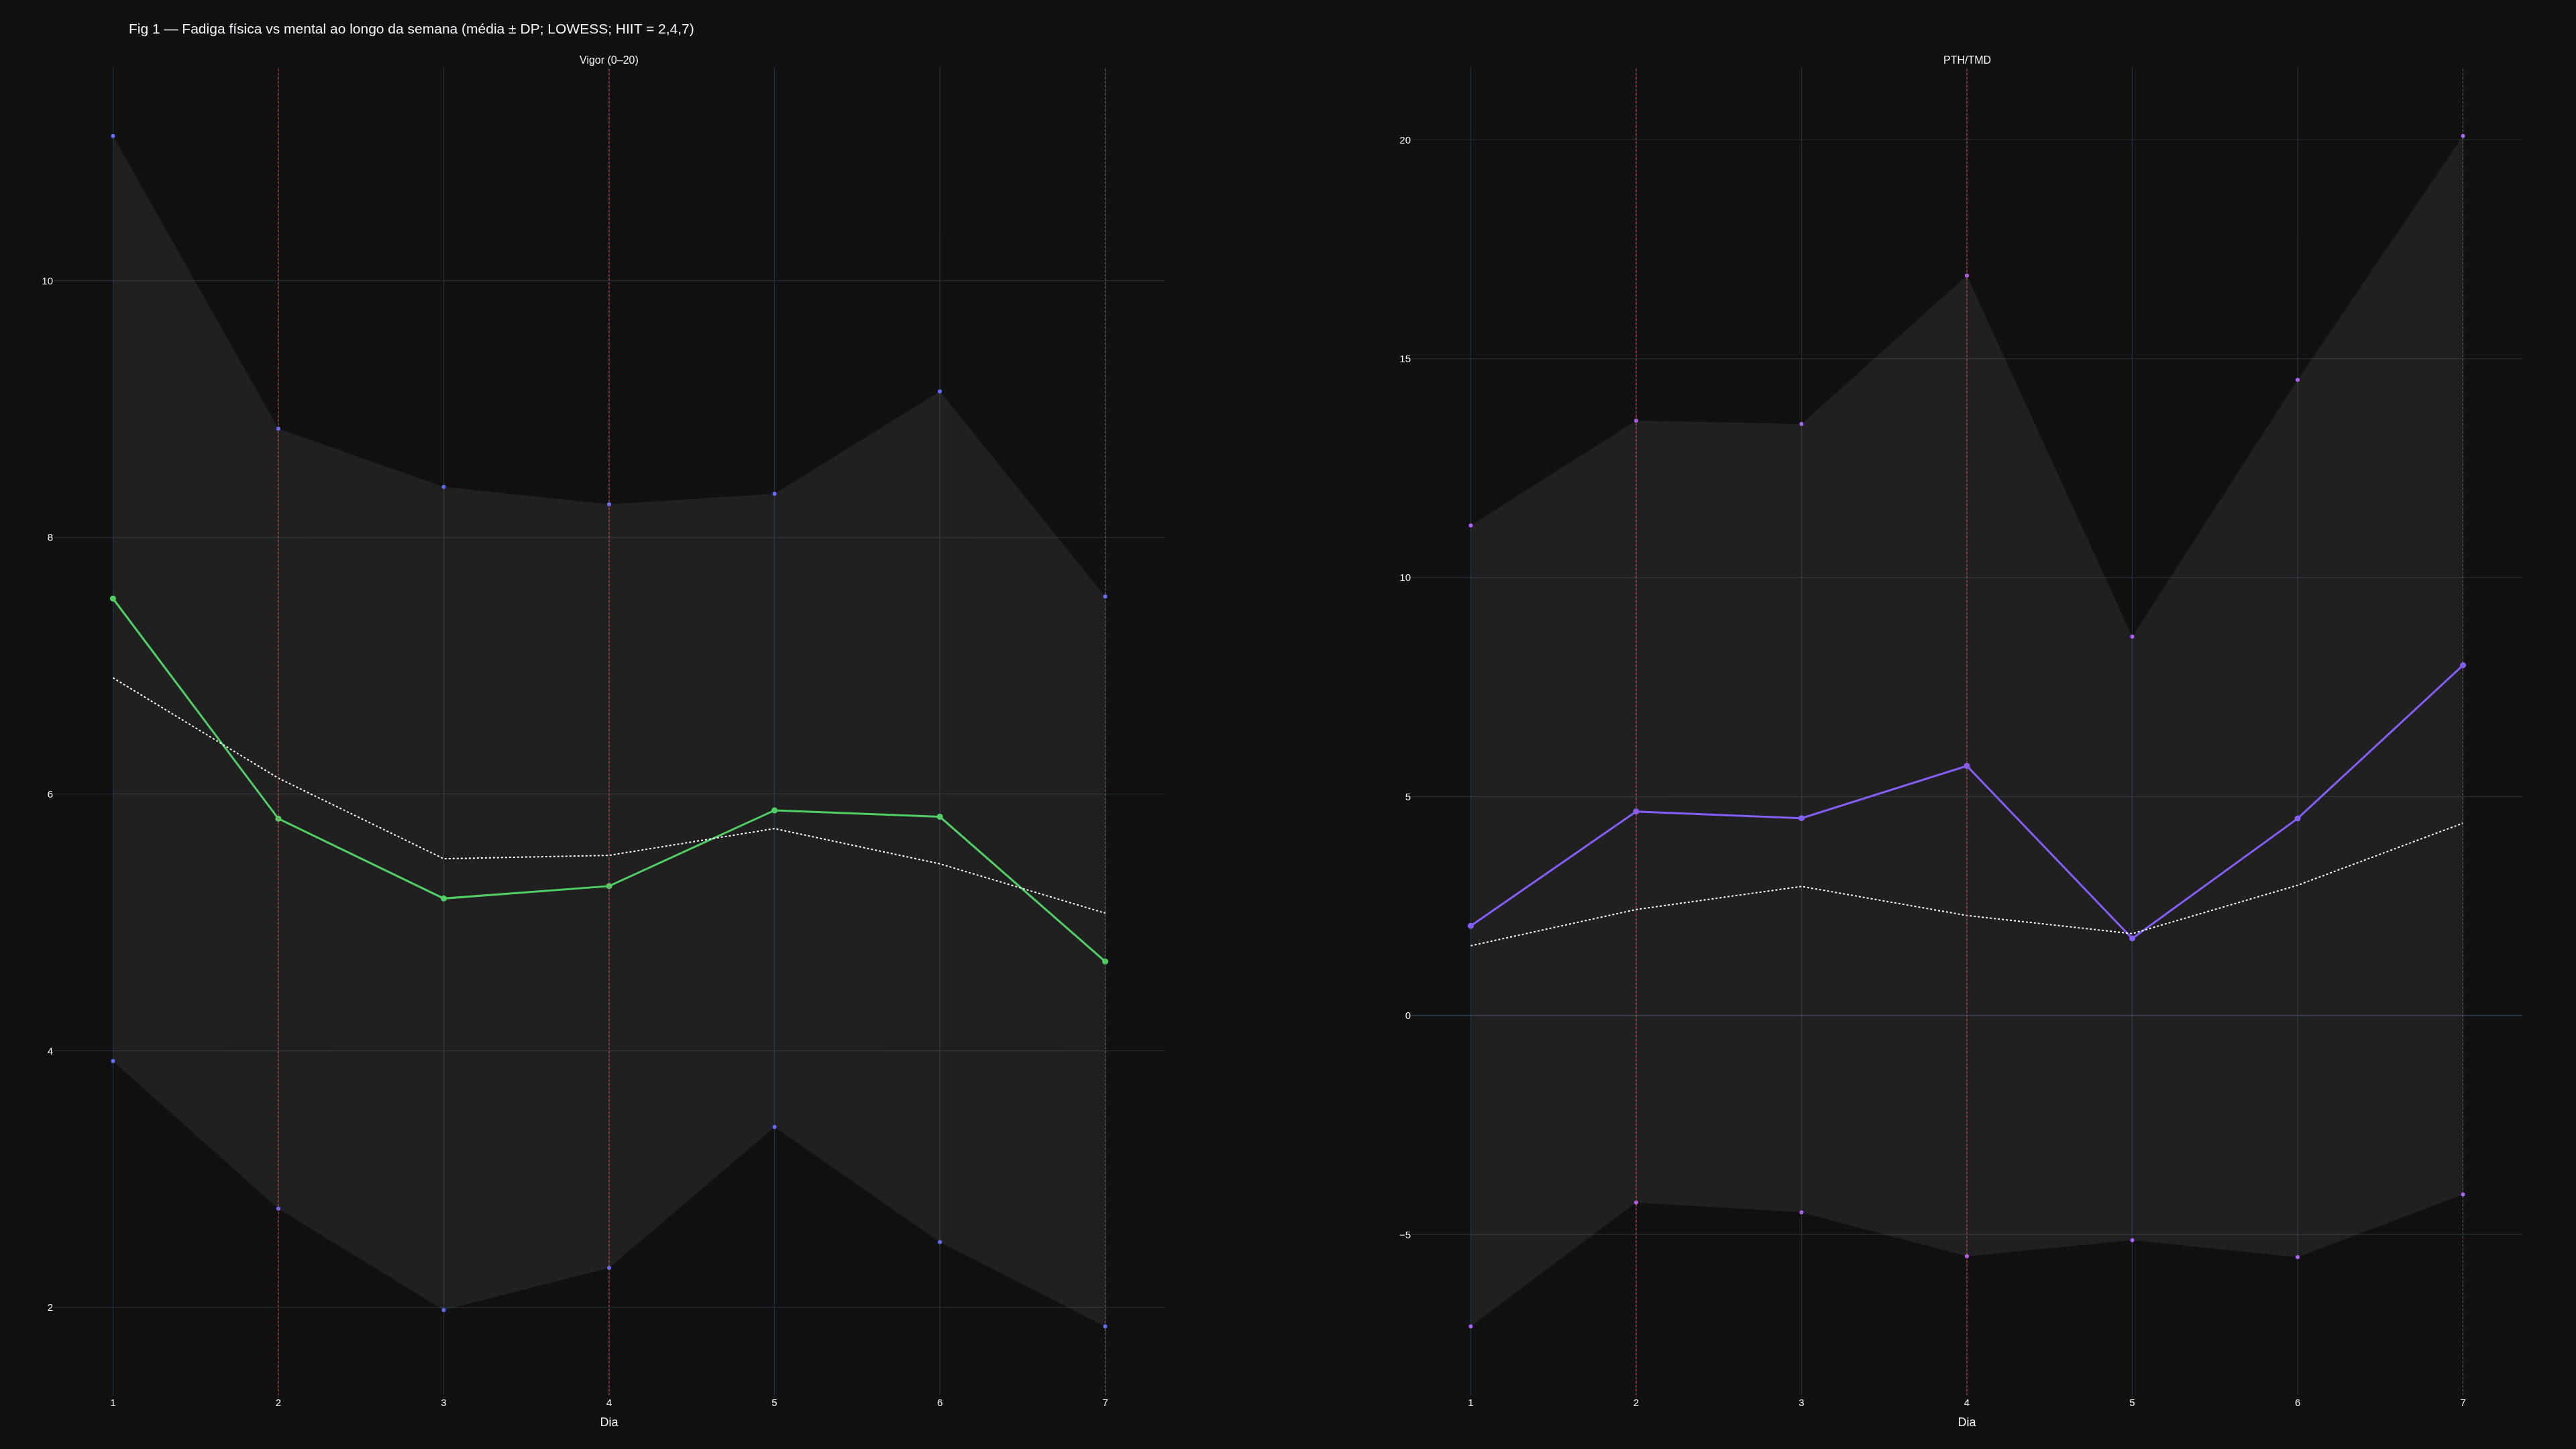 Fig 1 — Fadiga física vs mental ao longo da semana (média ± DP; LOWESS; HIIT = 2,4,7)
Vigor (0–20)
10
8
6
4
2
1 2 3 4 5 6 7
Dia
PTH/TMD
20
15
10
5
0
−5
1 2 3 4 5 6 7
Dia